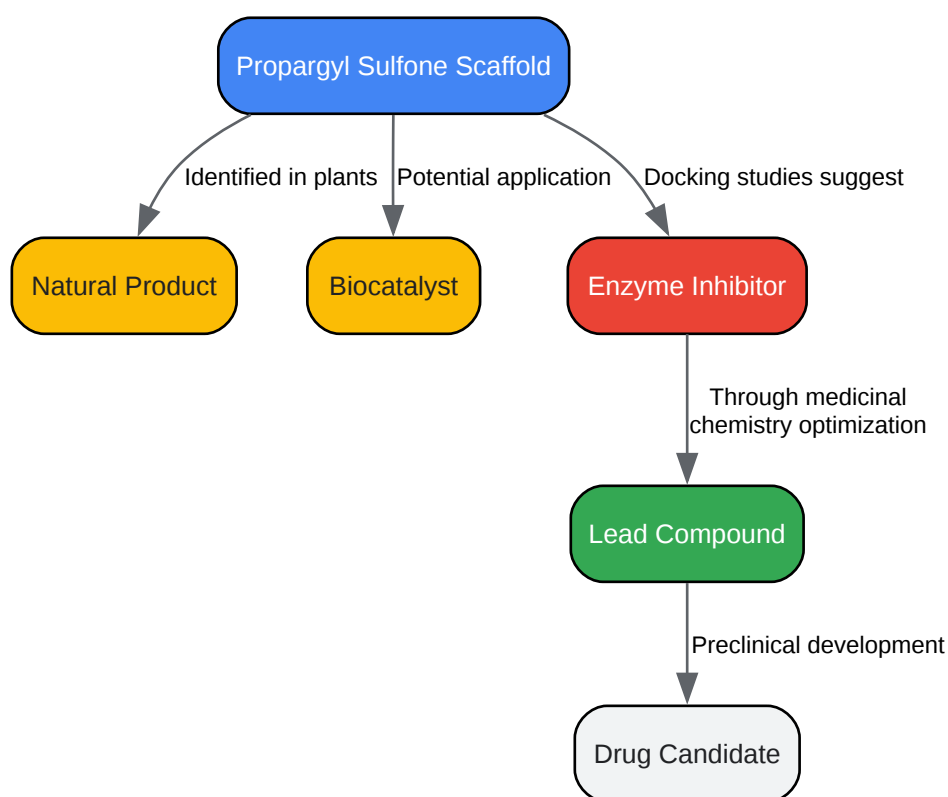 Propargyl Sulfone Scaffold
Identified in plants
Potential application
Docking studies suggest
Natural Product
Biocatalyst
Enzyme Inhibitor
Through medicinal
chemistry optimization
Lead Compound
Preclinical development
Drug Candidate